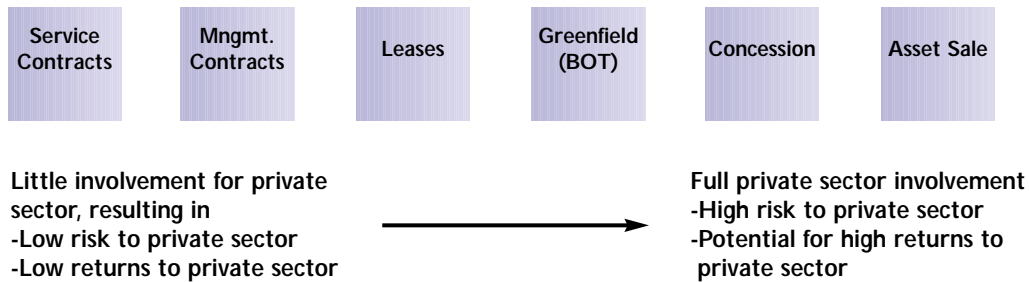 Service
Contracts
Mngmt.
Contracts
Leases
Greenfield
(BOT)
Concession
Asset Sale
Little involvement for private
sector, resulting in
-Low risk to private sector
-Low returns to private sector
Full private sector involvement
-High risk to private sector
-Potential for high returns to
private sector